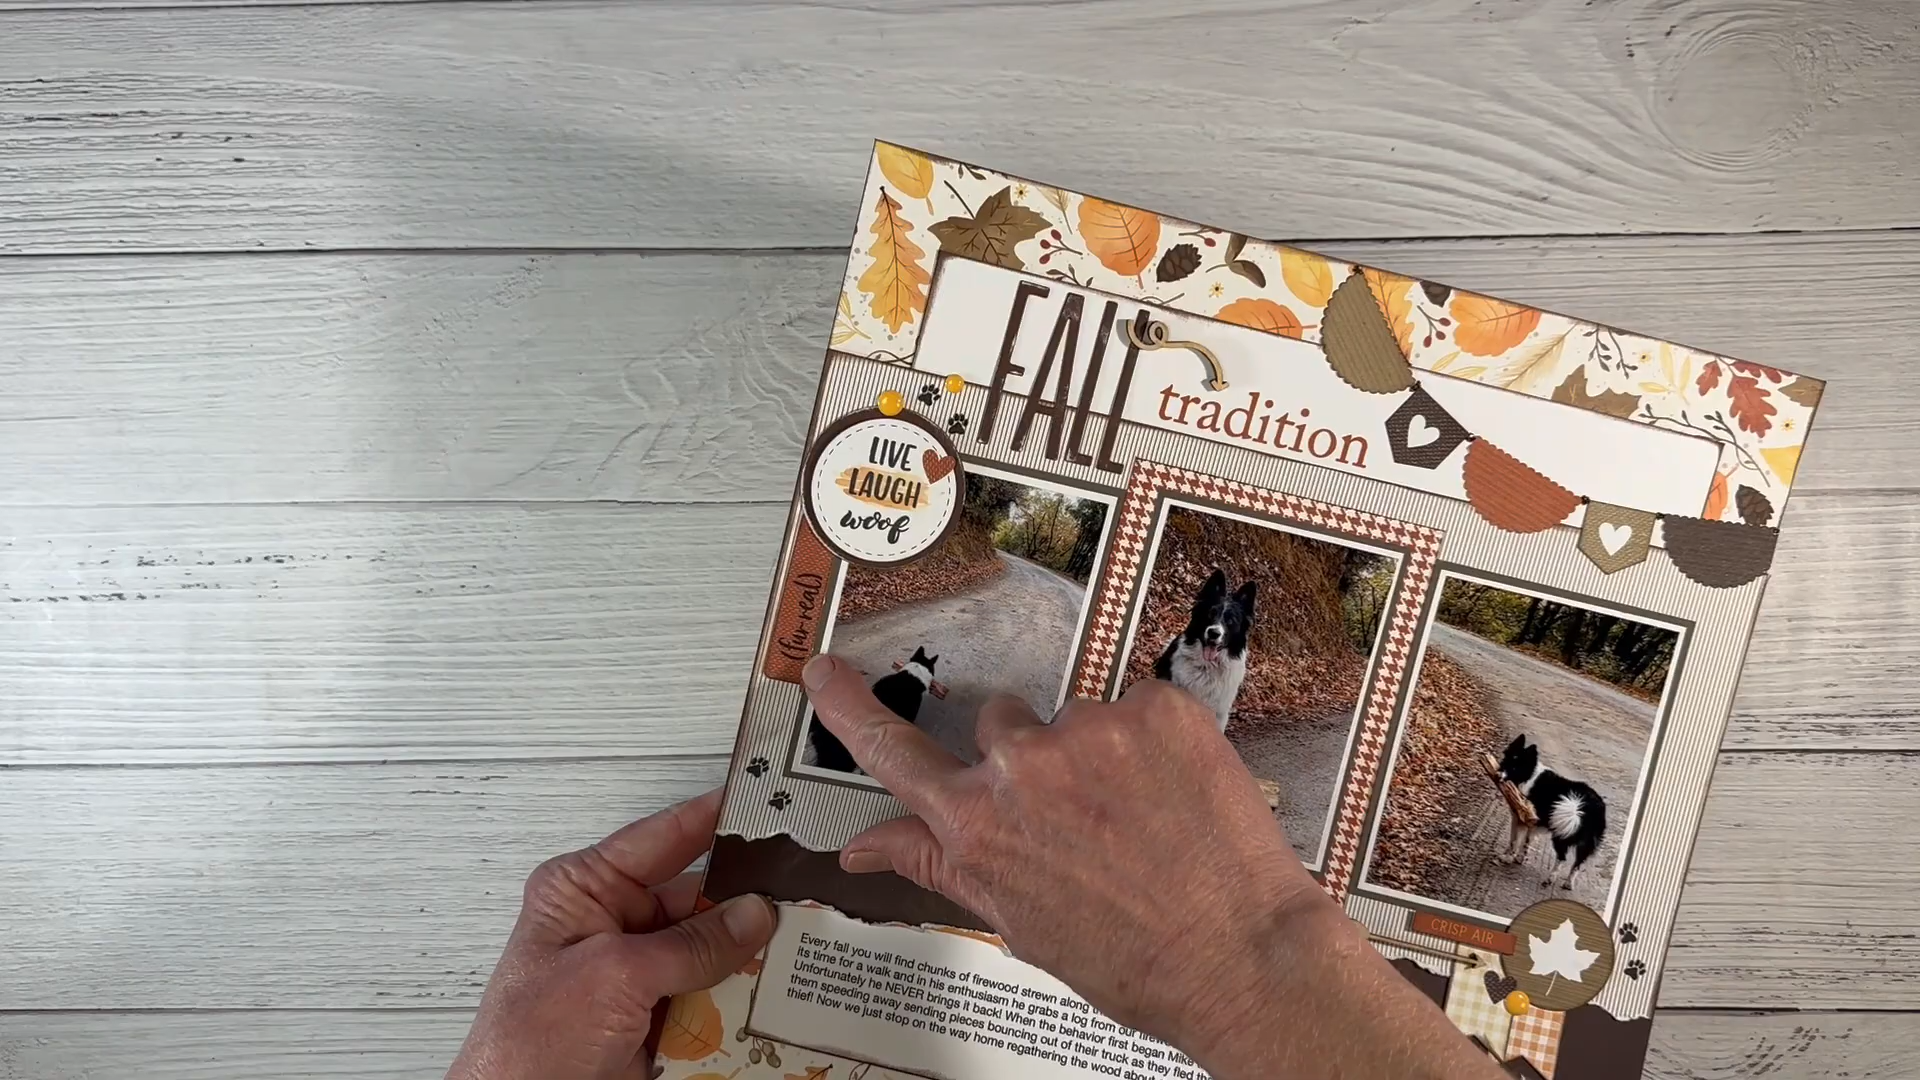 FALL
tradition
LIVE
LAUGH
woof
(fur-real)
CRISP AIR
Every fall you will find chunks of firewood strewn along
its time for a walk and in his enthusiasm he grabs a log from our
Unfortunately he NEVER brings it back! When the behavior first began Mike
them speeding away sending pieces bouncing out of their truck as they fled
thief! Now we just stop on the way home regathering the wood